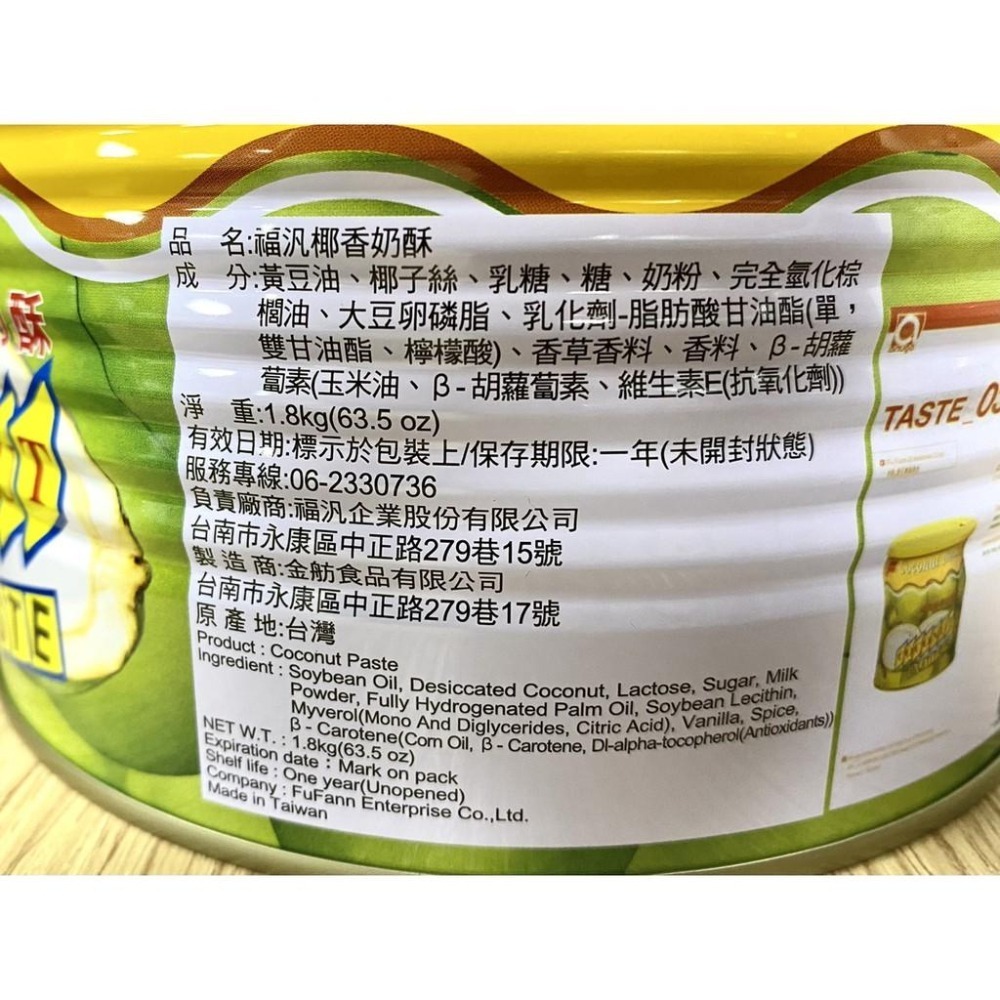 酥
T
STE
品 名:福汎椰香奶酥
成 分:黃豆油、椰子絲、乳糖、糖、奶粉、完全氫化棕
櫚油、大豆卵磷脂、乳化劑-脂肪酸甘油酯(單，
雙甘油酯、檸檬酸)、香草香料、香料、β-胡蘿
蔔素(玉米油、β-胡蘿蔔素、維生素E(抗氧化劑))
淨 重:1.8kg(63.5 oz)
有效日期:標示於包裝上/保存期限:一年(未開封狀態)
服務專線:06-2330736
負責廠商:福汎企業股份有限公司
台南市永康區中正路279巷15號
製造商:金舫食品有限公司
台南市永康區中正路279巷17號
原產地:台灣
Product : Coconut Paste
Ingredient : Soybean Oil, Desiccated Coconut, Lactose, Sugar, Milk
Powder, Fully Hydrogenated Palm Oil, Soybean Lecithin,
Myverol(Mono And Diglycerides, Citric Acid), Vanilla, Spice,
β - Carotene(Corn Oil, β - Carotene, Dl-alpha-tocopherol(Antioxidants))
NET W.T. : 1.8kg(63.5 oz)
Expiration date : Mark on pack
Shelf life : One year(Unopened)
Company : FuFann Enterprise Co.,Ltd.
Made in Taiwan
TASTE_03